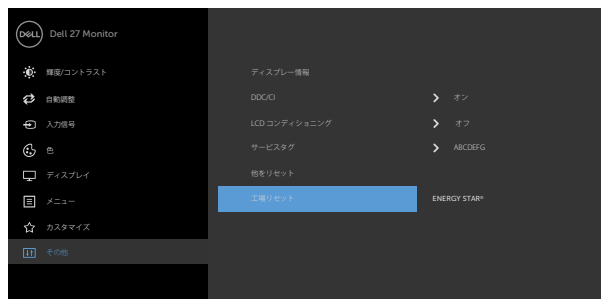 DELL Dell 27 Monitor
輝度/コントラスト
自動調整
入力信号
色
ディスプレイ
メニュー
カスタマイズ
その他
ディスプレー情報
DDC/CI オン
LCD コンディショニング オフ
サービスタグ ABCDEFG
他をリセット
工場リセット ENERGY STAR®